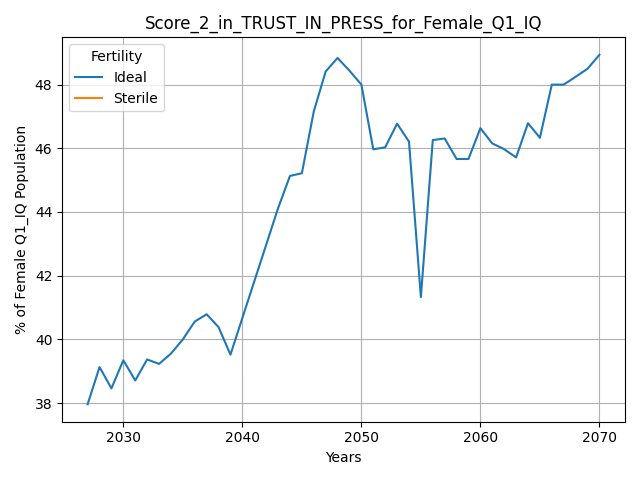 Score_2_in_TRUST_IN_PRESS_for_Female_Q1_IQ
Fertility
Ideal
Sterile
% of Female Q1_IQ Population
48
46
44
42
40
38
2030 2040 2050 2060 2070
Years